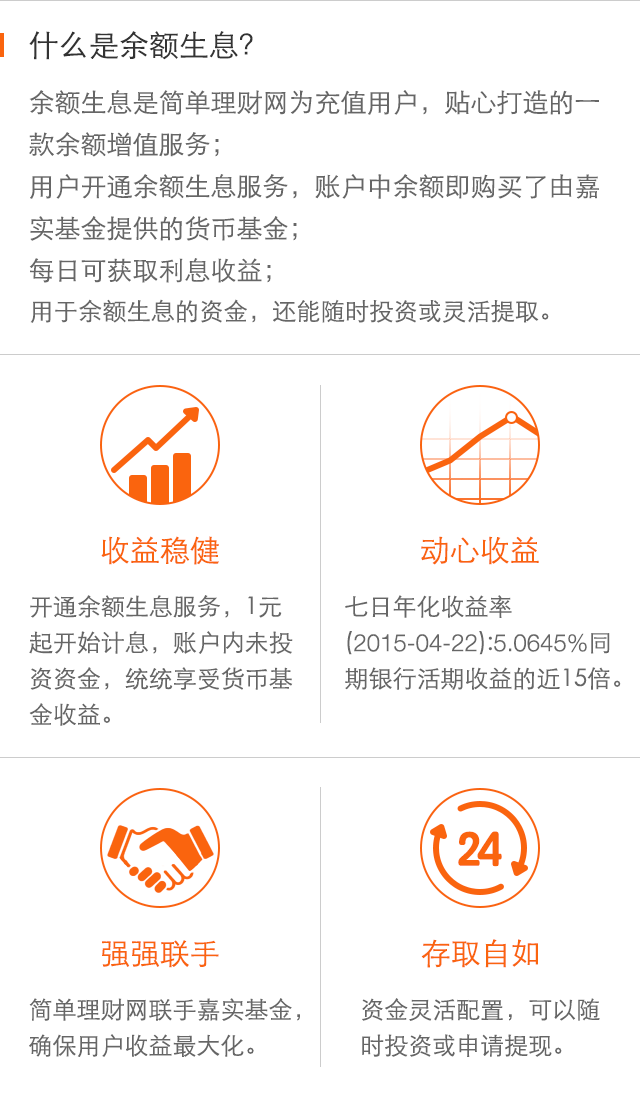 什么是余额生息?
余额生息是简单理财网为充值用户，贴心打造的一
款余额增值服务；
用户开通余额生息服务，账户中余额即购买了由嘉
实基金提供的货币基金；
每日可获取利息收益；
用于余额生息的资金，还能随时投资或灵活提取。
收益稳健
开通余额生息服务，1元
起开始计息，账户内未投
资资金，统统享受货币基
金收益。
动心收益
七日年化收益率
(2015-04-22):5.0645%同
期银行活期收益的近15倍。
强强联手
简单理财网联手嘉实基金，
确保用户收益最大化。
24
存取自如
资金灵活配置，可以随
时投资或申请提现。